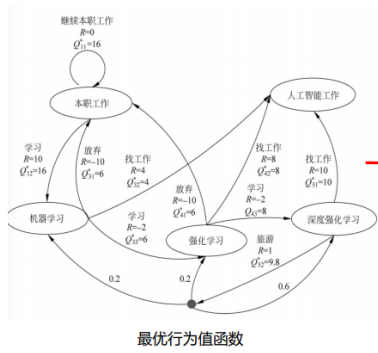 继续本职工作
R=0
Q*11=16
本职工作
人工智能工作
学习
R=10
Q*12=16
放弃
R=-10
Q*31=6
找工作
R=4
Q*32=4
放弃
R=-10
Q*41=6
找工作
R=8
Q*42=8
找工作
R=10
Q*51=10
学习
R=-2
Q*33=6
学习
R=-2
Q43=8
机器学习
强化学习
深度强化学习
旅游
R=1
Q*52=9.8
0.2
0.2
0.6
最优行为值函数